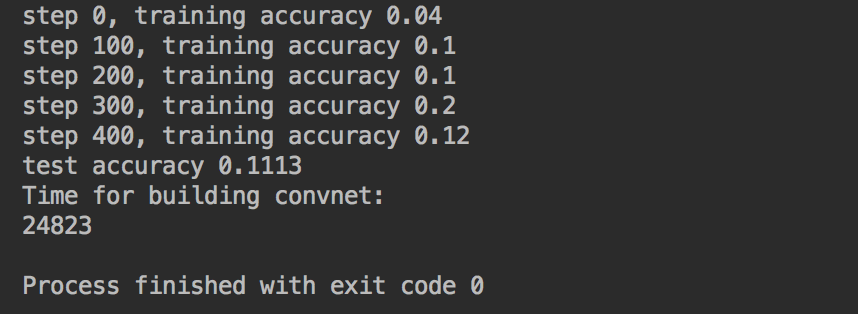 step 0, training accuracy 0.04
step 100, training accuracy 0.1
step 200, training accuracy 0.1
step 300, training accuracy 0.2
step 400, training accuracy 0.12
test accuracy 0.1113
Time for building convnet:
24823
Process finished with exit code 0